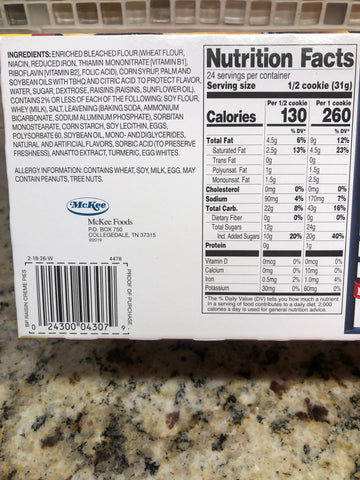 INGREDIENTS: ENRICHED BLEACHED FLOUR (WHEAT FLOUR,
NIACIN, REDUCED IRON, THIAMIN MONONITRATE [VITAMIN B1],
RIBOFLAVIN [VITAMIN B2], FOLIC ACID), CORN SYRUP, PALM AND
SOYBEAN OILS WITH TBHQ AND CITRIC ACID TO PROTECT FLAVOR,
WATER, SUGAR, DEXTROSE, RAISINS (RAISINS, SUNFLOWER OIL).
CONTAINS 2% OR LESS OF EACH OF THE FOLLOWING: SOY FLOUR,
WHEY (MILK), SALT, LEAVENING (BAKING SODA, AMMONIUM
BICARBONATE, SODIUM ALUMINUM PHOSPHATE), SORBITAN
MONOSTEARATE, CORN STARCH, SOY LECITHIN, EGGS,
POLYSORBATE 60, SOYBEAN OIL, MONO- AND DIGLYCERIDES,
NATURAL AND ARTIFICIAL FLAVORS, SORBIC ACID (TO PRESERVE
FRESHNESS), ANNATTO EXTRACT, TURMERIC, EGG WHITES.
ALLERGY INFORMATION: CONTAINS WHEAT, SOY, MILK, EGG. MAY
CONTAIN PEANUTS, TREE NUTS.
McKee
McKee Foods
P.O. BOX 750
COLLEGEDALE, TN 37315
©2019
2-18-26-W 4478
BP RAISIN CREME PIES
PROOF OF PURCHASE
0 24300 04307 9
Nutrition Facts
24 servings per container
Serving size 1/2 cookie (31g)
Per 1/2 cookie Per 1 cookie
Calories 130 260
% DV* % DV*
Total Fat 4.5g 6% 9g 12%
Saturated Fat 2.5g 13% 4.5g 23%
Trans Fat 0g 0g
Polyunsat. Fat 1g 1.5g
Monounsat. Fat 1.5g 2.5g
Cholesterol 0mg 0% 0mg 0%
Sodium 90mg 4% 170mg 7%
Total Carb. 22g 8% 43g 16%
Dietary Fiber 0g 0% 0g 0%
Total Sugars 12g 24g
Incl. Added Sugars 10g 20% 20g 40%
Protein 0g 1g
Vitamin D 0mcg 0% 0mcg 0%
Calcium 0mg 0% 10mg 0%
Iron 0.5mg 2% 1.0mg 4%
Potassium 30mg 0% 60mg 0%
* The % Daily Value (DV) tells you how much a nutrient
in a serving of food contributes to a daily diet. 2,000
calories a day is used for general nutrition advice.